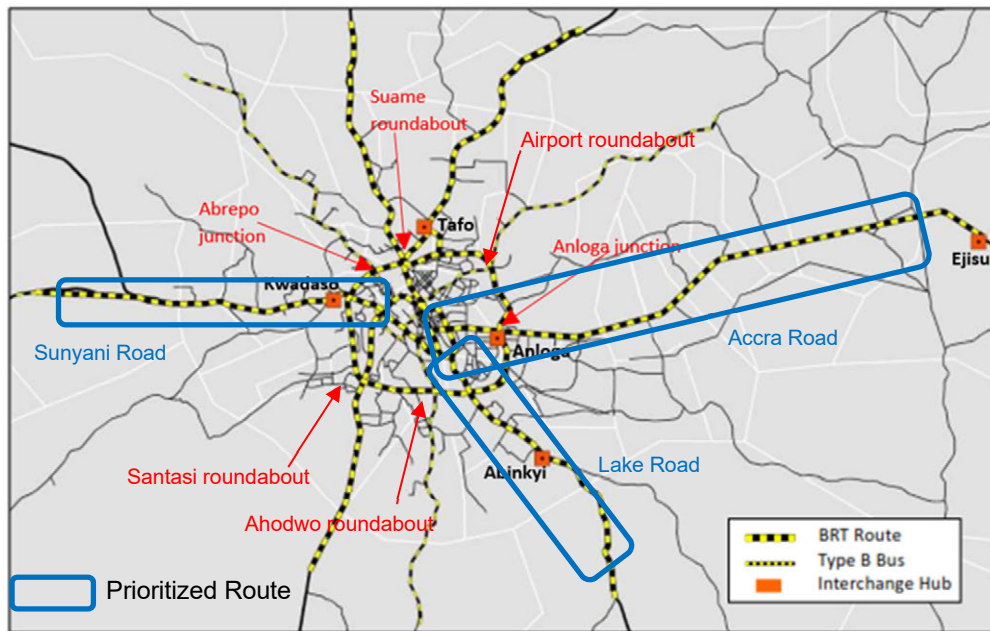 Suame
roundabout
Airport roundabout
Abrepo
junction
Tafo
Anloga junction
Kwadaso
Ejisu
Sunyani Road
Anloga
Accra Road
Santasi roundabout
Abinkyi
Lake Road
Ahodwo roundabout
BRT Route
Type B Bus
Interchange Hub
Prioritized Route